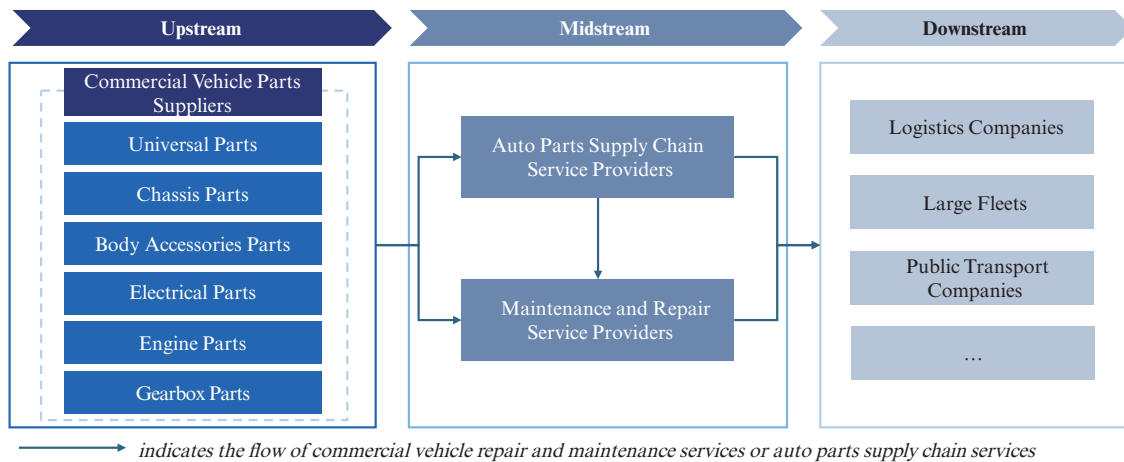 Upstream
Midstream
Downstream
Commercial Vehicle Parts
Suppliers
Universal Parts
Chassis Parts
Body Accessories Parts
Electrical Parts
Engine Parts
Gearbox Parts
Auto Parts Supply Chain
Service Providers
Maintenance and Repair
Service Providers
Logistics Companies
Large Fleets
Public Transport
Companies
…
indicates the flow of commercial vehicle repair and maintenance services or auto parts supply chain services